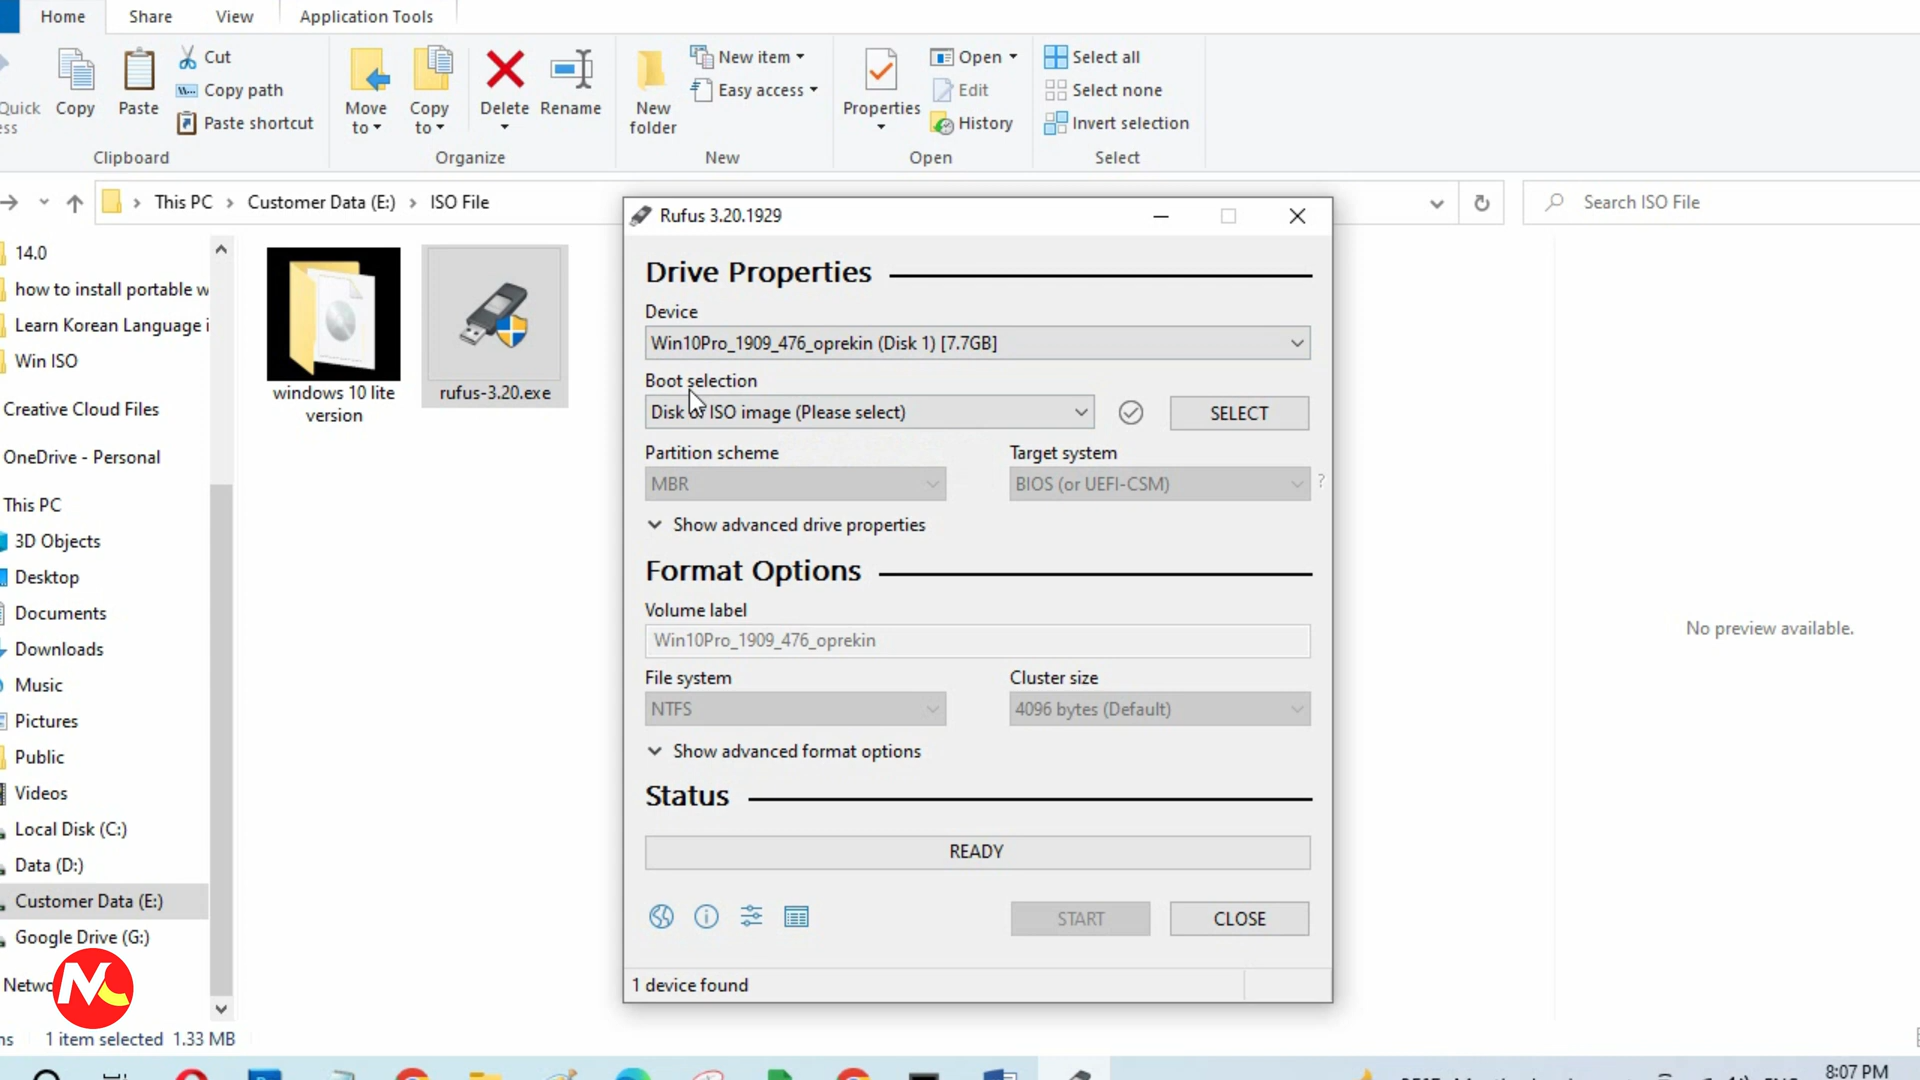 Home
Share
View
Application Tools
Quick
ess
Copy
Paste
Cut
Copy path
Paste shortcut
Clipboard
Move to
Copy to
Delete
Rename
Organize
New folder
New item
Easy access
New
Properties
Open
Edit
History
Open
Select all
Select none
Invert selection
Select
This PC
Customer Data (E:)
ISO File
Search ISO File
14.0
how to install portable w
Learn Korean Language i
Win ISO
Creative Cloud Files
OneDrive - Personal
This PC
3D Objects
Desktop
Documents
Downloads
Music
Pictures
Public
Videos
Local Disk (C:)
Data (D:)
Customer Data (E:)
Google Drive (G:)
Netwo
windows 10 lite
version
rufus-3.20.exe
Rufus 3.20.1929
Drive Properties
Device
Win10Pro_1909_476_oprekin (Disk 1) [7.7GB]
Boot selection
Disk or ISO image (Please select)
SELECT
Partition scheme
Target system
MBR
BIOS (or UEFI-CSM)
?
Show advanced drive properties
Format Options
Volume label
Win10Pro_1909_476_oprekin
File system
Cluster size
NTFS
4096 bytes (Default)
Show advanced format options
Status
READY
START
CLOSE
1 device found
No preview available.
ms
1 item selected 1.33 MB
8:07 PM